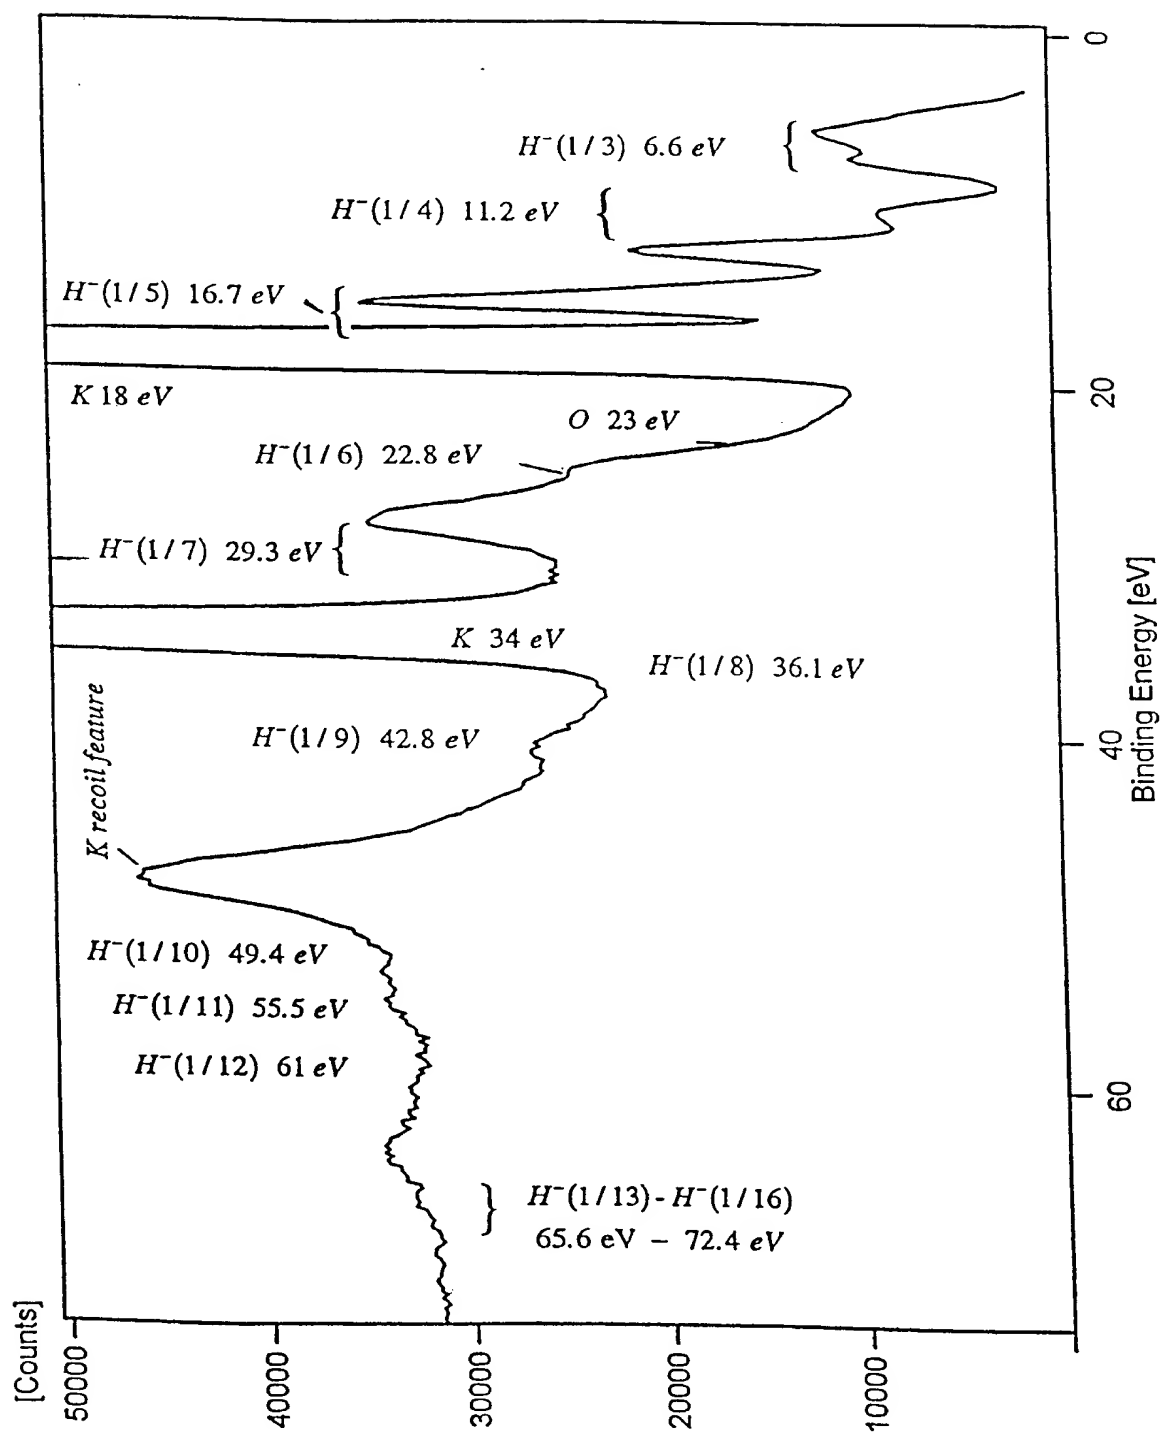 0
H⁻(1/3) 6.6 eV
H⁻(1/4) 11.2 eV
H⁻(1/5) 16.7 eV
K 18 eV
20
O 23 eV
H⁻(1/6) 22.8 eV
H⁻(1/7) 29.3 eV
K 34 eV
H⁻(1/8) 36.1 eV
K recoil feature
H⁻(1/9) 42.8 eV
40
Binding Energy [eV]
H⁻(1/10) 49.4 eV
H⁻(1/11) 55.5 eV
H⁻(1/12) 61 eV
60
H⁻(1/13) - H⁻(1/16)
65.6 eV – 72.4 eV
[Counts]
50000
40000
30000
20000
10000